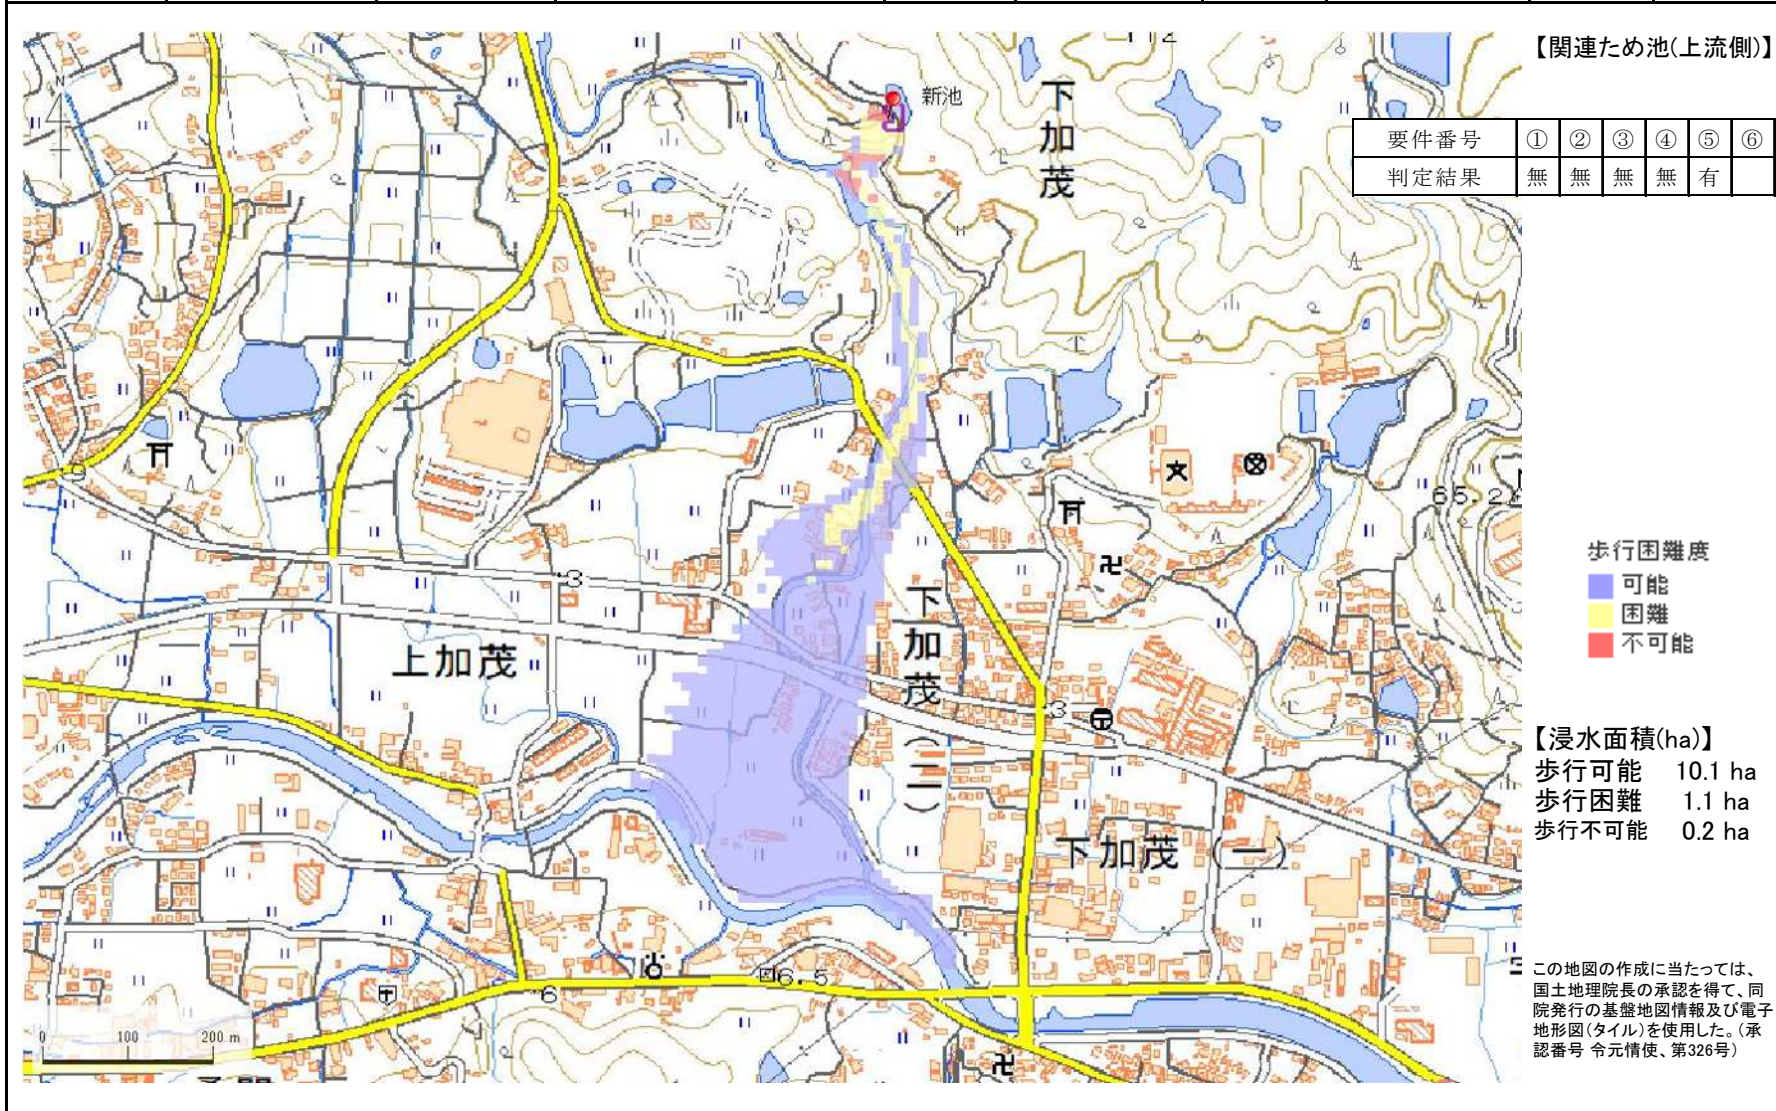 【関連ため池(上流側)】
新池
下加茂
要件番号 ① ② ③ ④ ⑤ ⑥
判定結果 無 無 無 無 有
65.2
歩行困難度
可能
困難
不可能
上加茂
下加茂(二)
下加茂(一)
【浸水面積(ha)】
歩行可能 10.1 ha
歩行困難 1.1 ha
歩行不可能 0.2 ha
6.5
この地図の作成に当たっては、
国土地理院長の承認を得て、同
院発行の基盤地図情報及び電子
地形図(タイル)を使用した。(承
認番号 令元情使、第326号)
0 100 200 m